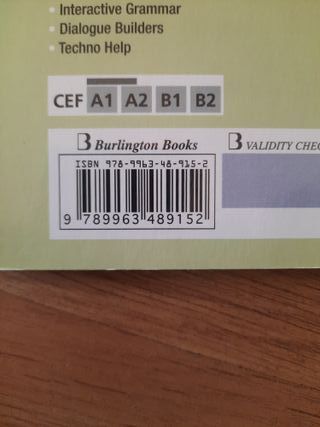 • Interactive Grammar
• Dialogue Builders
• Techno Help
CEF A1 A2 B1 B2
B Burlington Books
B VALIDITY CHEC
ISBN 978-9963-48-915-2
9 789963 489152